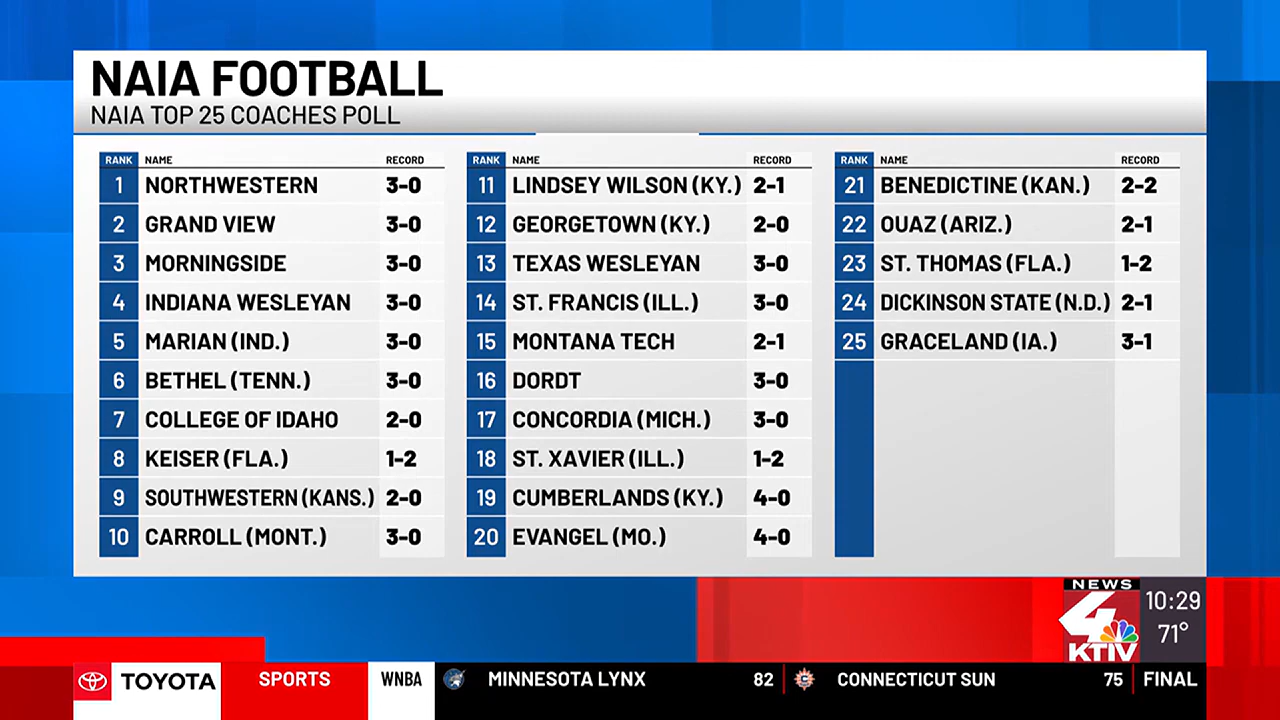 NAIA FOOTBALL
NAIA TOP 25 COACHES POLL
RANK NAME RECORD
1 NORTHWESTERN 3-0
2 GRAND VIEW 3-0
3 MORNINGSIDE 3-0
4 INDIANA WESLEYAN 3-0
5 MARIAN (IND.) 3-0
6 BETHEL (TENN.) 3-0
7 COLLEGE OF IDAHO 2-0
8 KEISER (FLA.) 1-2
9 SOUTHWESTERN (KANS.) 2-0
10 CARROLL (MONT.) 3-0
RANK NAME RECORD
11 LINDSEY WILSON (KY.) 2-1
12 GEORGETOWN (KY.) 2-0
13 TEXAS WESLEYAN 3-0
14 ST. FRANCIS (ILL.) 3-0
15 MONTANA TECH 2-1
16 DORDT 3-0
17 CONCORDIA (MICH.) 3-0
18 ST. XAVIER (ILL.) 1-2
19 CUMBERLANDS (KY.) 4-0
20 EVANGEL (MO.) 4-0
RANK NAME RECORD
21 BENEDICTINE (KAN.) 2-2
22 OUAZ (ARIZ.) 2-1
23 ST. THOMAS (FLA.) 1-2
24 DICKINSON STATE (N.D.) 2-1
25 GRACELAND (IA.) 3-1
NEWS
4
KTIV
10:29
71°
TOYOTA SPORTS WNBA MINNESOTA LYNX 82 CONNECTICUT SUN 75 FINAL